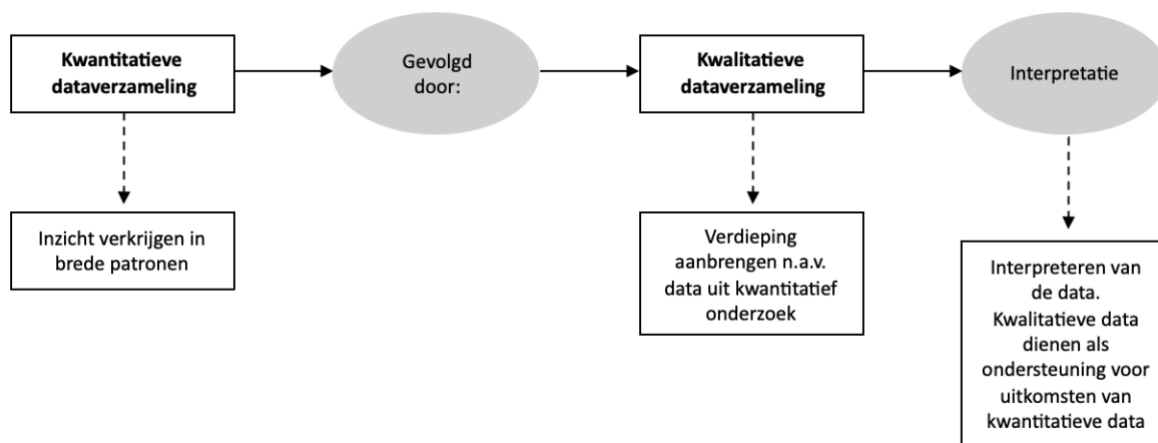 Kwantitatieve
dataverzameling
Gevolgd
door:
Kwalitatieve
dataverzameling
Interpretatie
Inzicht verkrijgen in
brede patronen
Verdieping
aanbrengen n.a.v.
data uit kwantitatief
onderzoek
Interpreteren van
de data.
Kwalitatieve data
dienen als
ondersteuning voor
uitkomsten van
kwantitatieve data